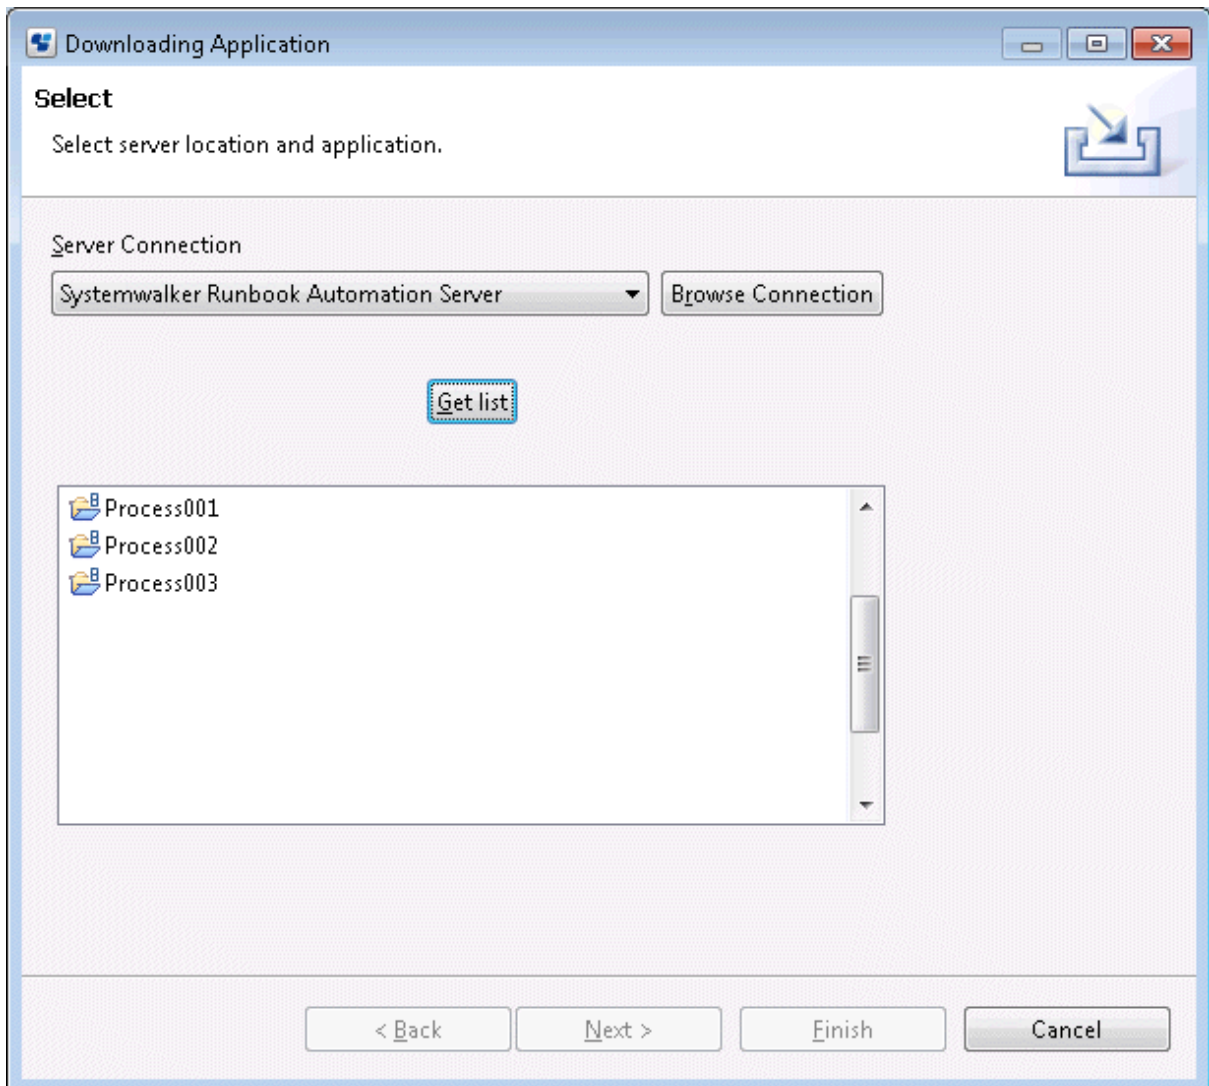 Downloading Application
Select
Select server location and application.
Server Connection
Systemwalker Runbook Automation Server
Browse Connection
Get list
Process001
Process002
Process003
< Back
Next >
Finish
Cancel